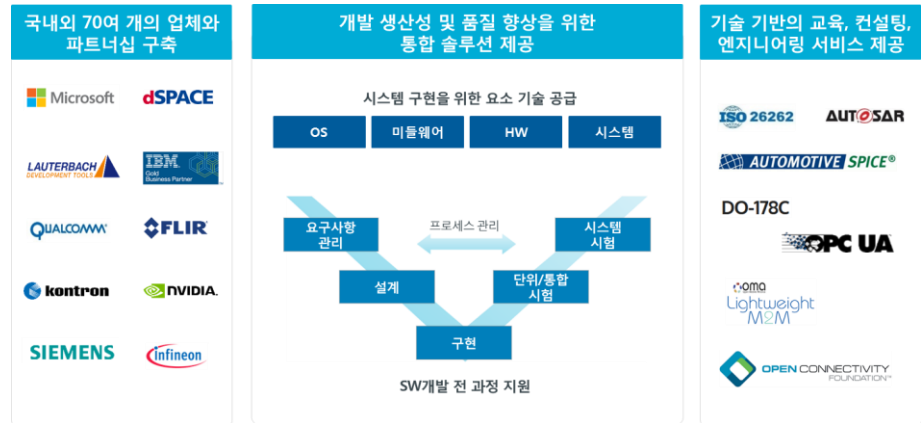 국내외 70여 개의 업체와
파트너십 구축
Microsoft
dSPACE
LAUTERBACH
DEVELOPMENT TOOLS
IBM
Gold
Business Partner
QUALCOMM
FLIR
kontron
NVIDIA.
SIEMENS
infineon
개발 생산성 및 품질 향상을 위한
통합 솔루션 제공
시스템 구현을 위한 요소 기술 공급
OS
미들웨어
HW
시스템
요구사항
관리
프로세스 관리
시스템
시험
설계
단위/통합
시험
구현
SW개발 전 과정 지원
기술 기반의 교육, 컨설팅,
엔지니어링 서비스 제공
ISO 26262
AUTOSAR
AUTOMOTIVE SPICE®
DO-178C
OPC UA
oma
Lightweight
M2M
OPEN CONNECTIVITY
FOUNDATION™